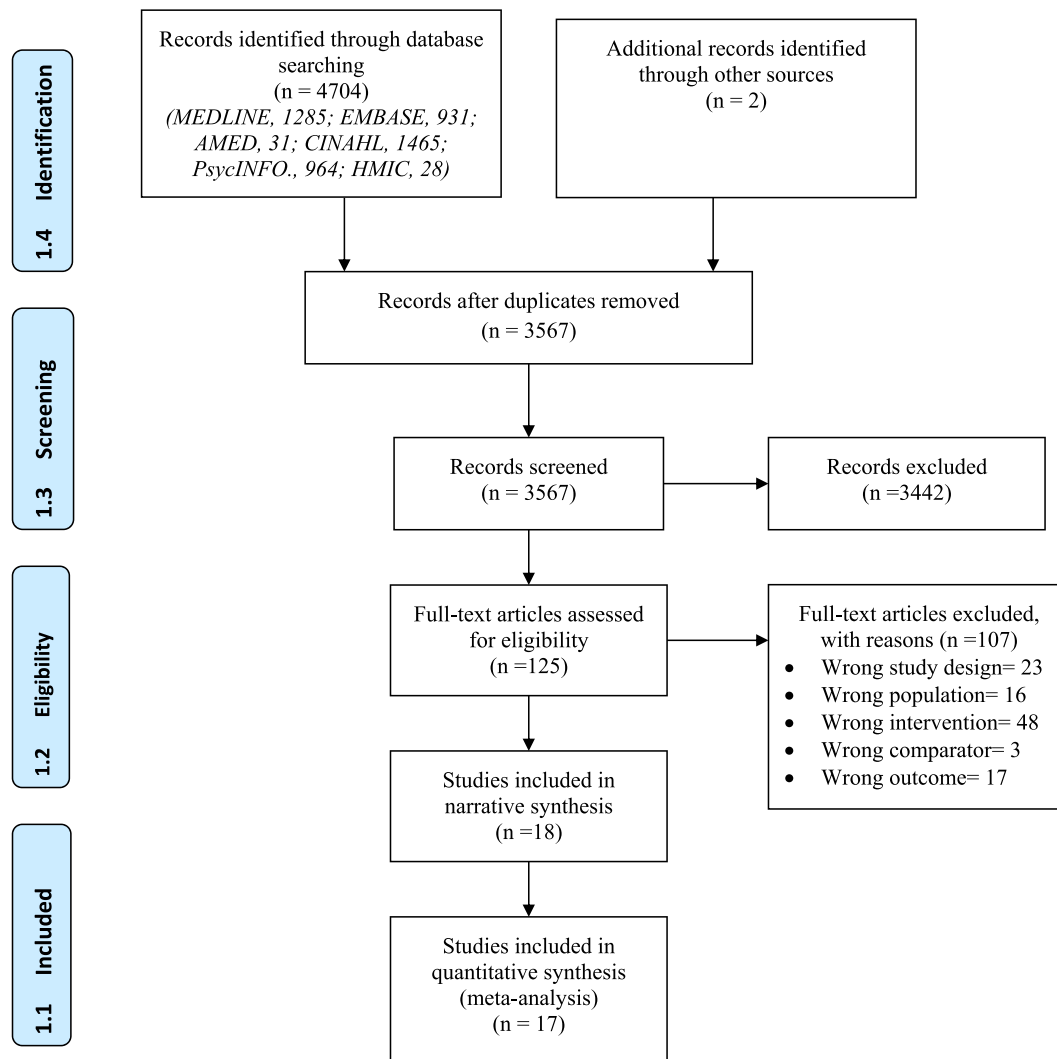 Records identified through database
searching
(n = 4704)
(MEDLINE, 1285; EMBASE, 931;
AMED, 31; CINAHL, 1465;
PsycINFO., 964; HMIC, 28)
Additional records identified
through other sources
(n = 2)
1.4 Identification
Records after duplicates removed
(n = 3567)
1.3 Screening
Records screened
(n = 3567)
Records excluded
(n =3442)
1.2 Eligibility
Full-text articles assessed
for eligibility
(n =125)
Full-text articles excluded,
with reasons (n =107)
• Wrong study design= 23
• Wrong population= 16
• Wrong intervention= 48
• Wrong comparator= 3
• Wrong outcome= 17
Studies included in
narrative synthesis
(n =18)
1.1 Included
Studies included in
quantitative synthesis
(meta-analysis)
(n = 17)